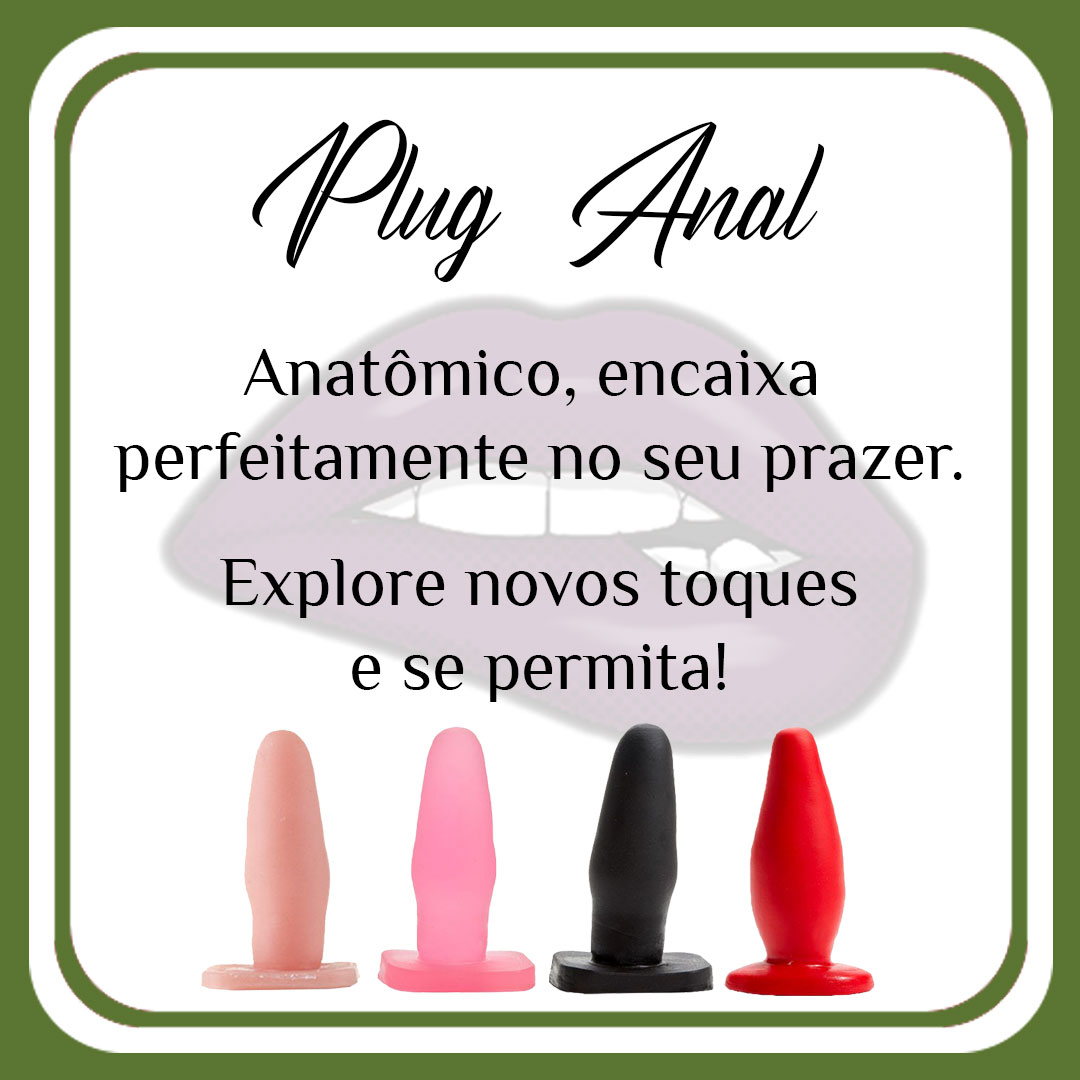 Plug Anal
Anatômico, encaixa
perfeitamente no seu prazer.
Explore novos toques
e se permita!